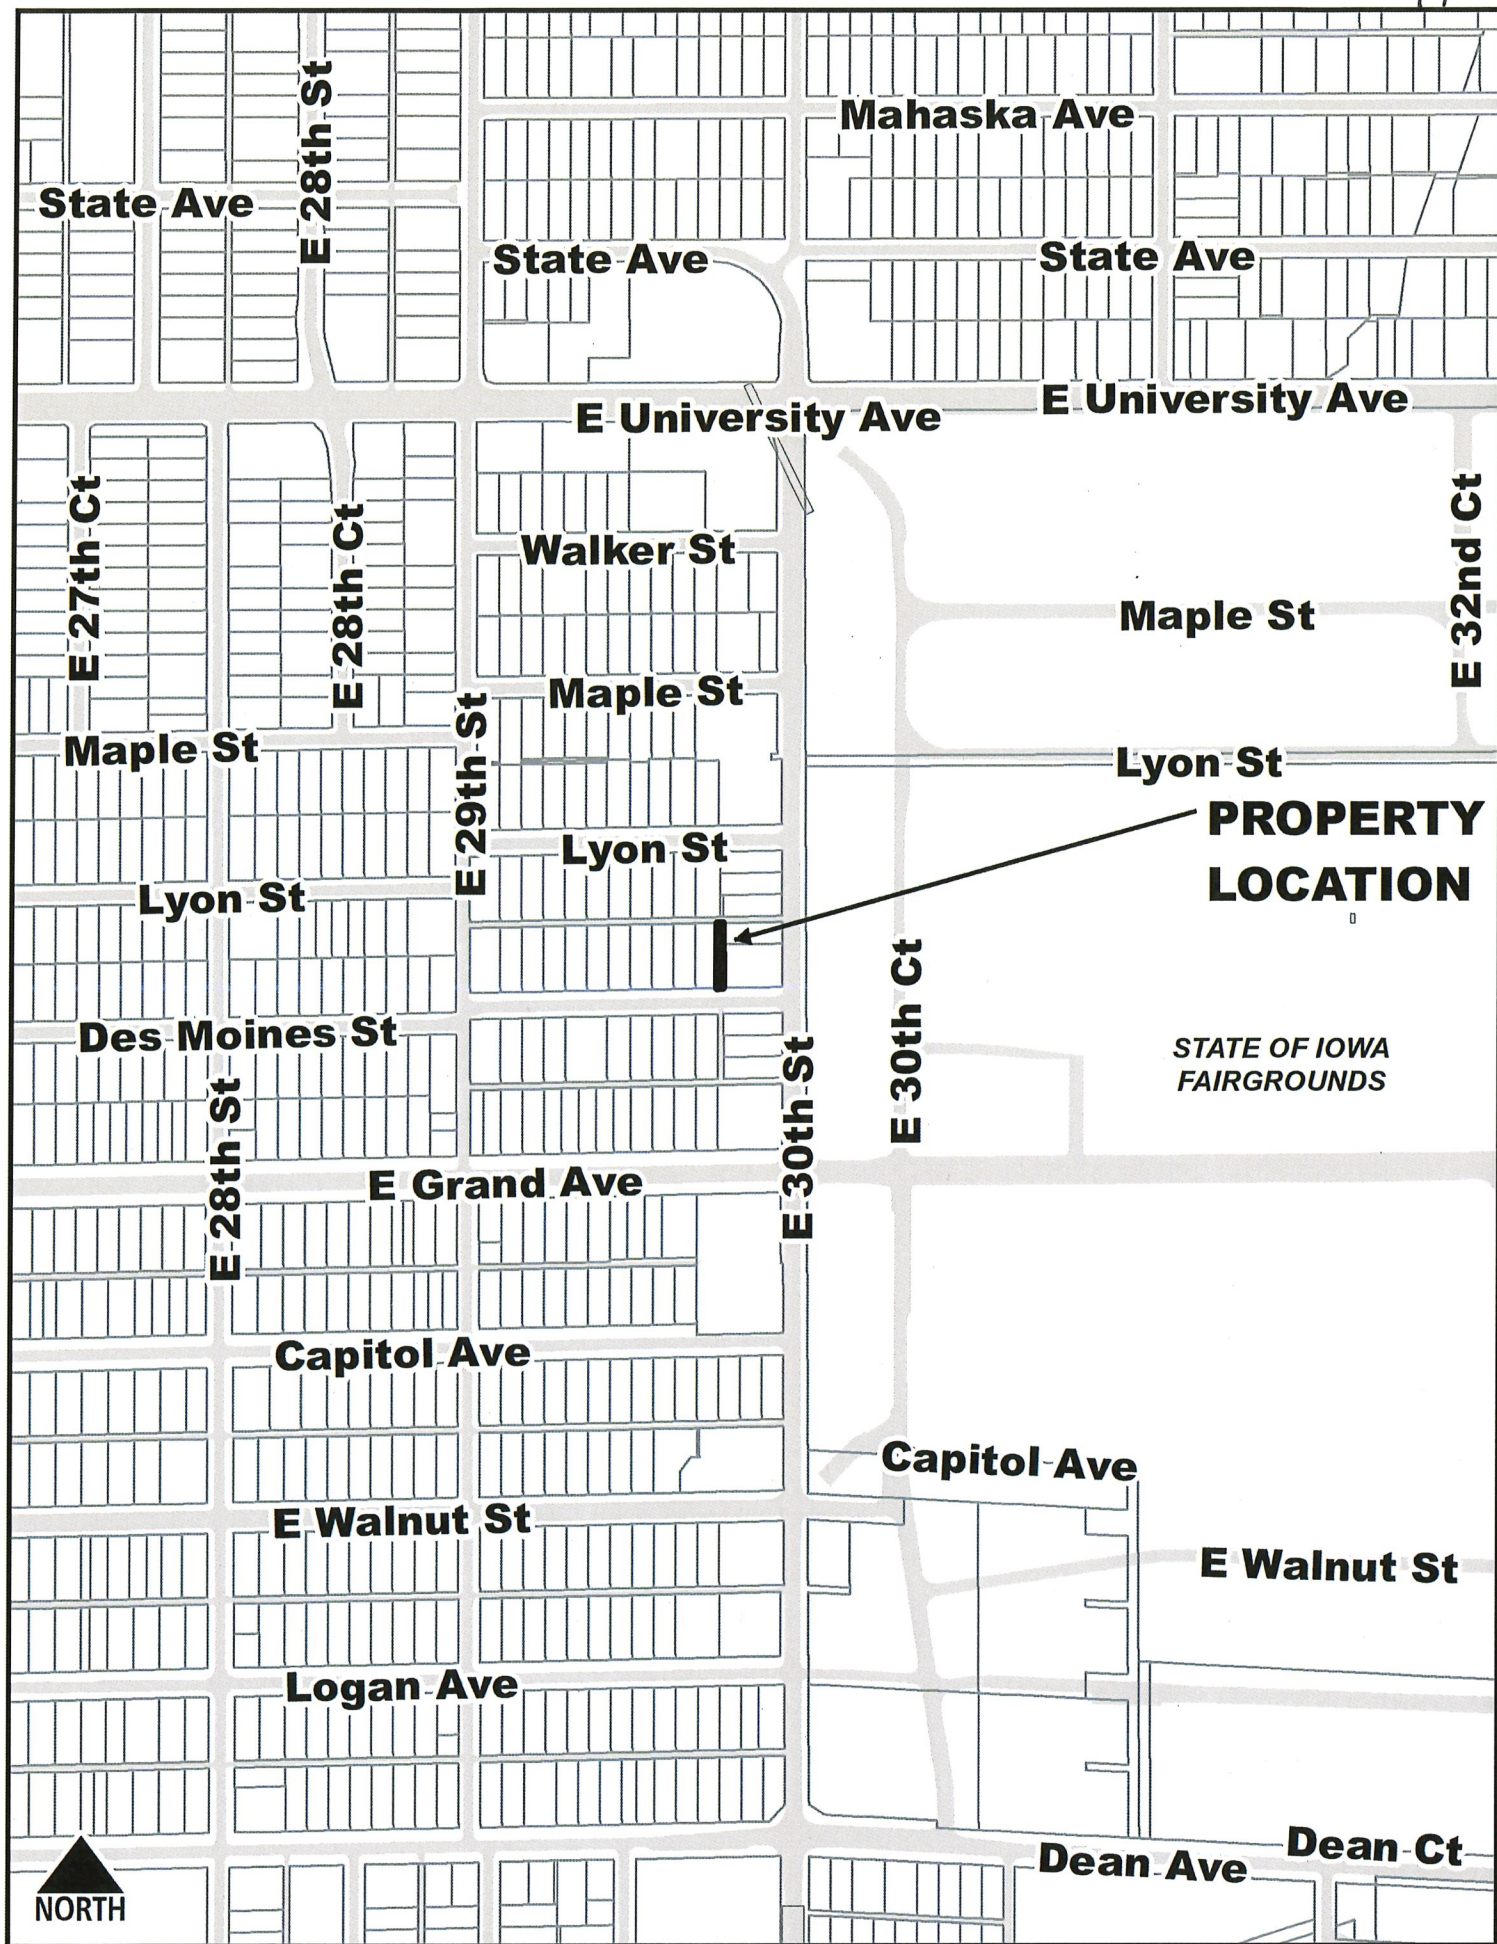 E 28th St
Mahaska Ave
State Ave
State Ave
State Ave
E University Ave
E University Ave
E 27th Ct
E 28th Ct
Walker St
E 32nd Ct
Maple St
Maple St
Maple St
E 29th St
Lyon St
PROPERTY
LOCATION
Lyon St
Lyon St
E 30th Ct
Des Moines St
STATE OF IOWA
FAIRGROUNDS
E 28th St
E 30th St
E Grand Ave
Capitol Ave
Capitol Ave
E Walnut St
E Walnut St
Logan Ave
Dean Ct
Dean Ave
NORTH